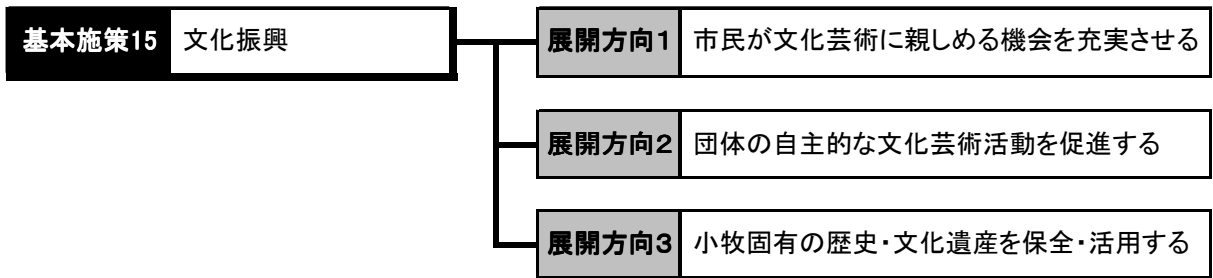 基本施策15 文化振興
展開方向1 市民が文化芸術に親しめる機会を充実させる
展開方向2 団体の自主的な文化芸術活動を促進する
展開方向3 小牧固有の歴史・文化遺産を保全・活用する